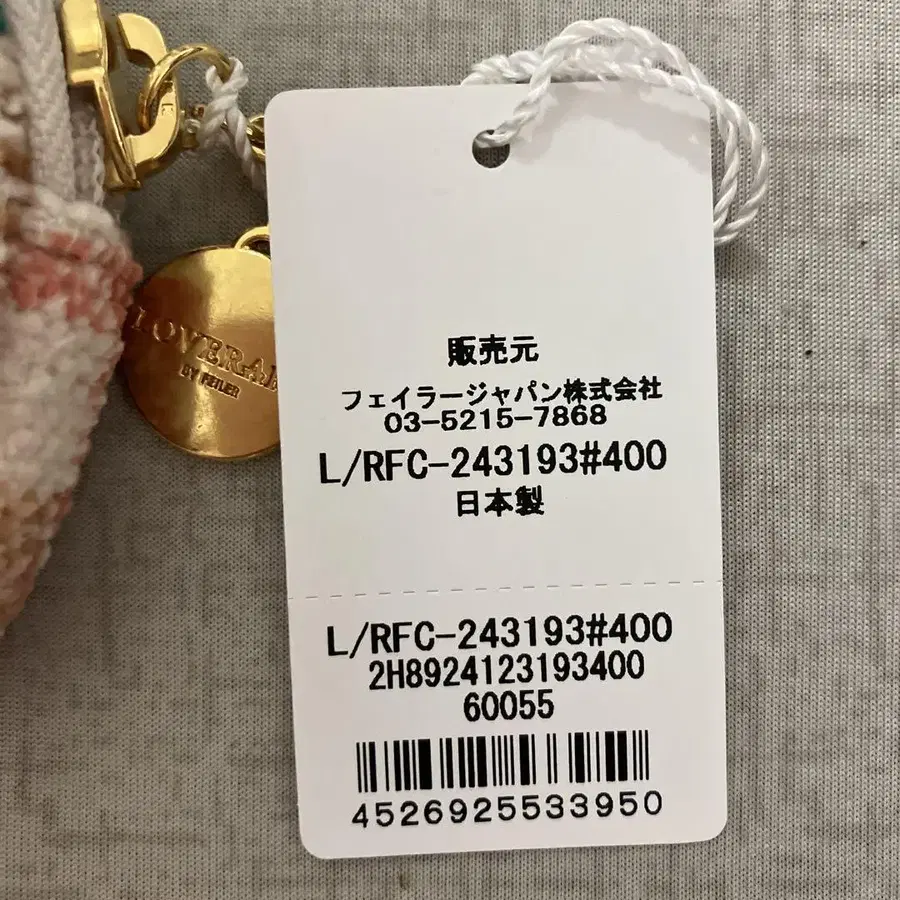 LOVERA
BY FEILER
販売元
フェイラージャパン株式会社
03-5215-7868
L/RFC-243193#400
日本製
L/RFC-243193#400
2H8924123193400
60055
4526925533950